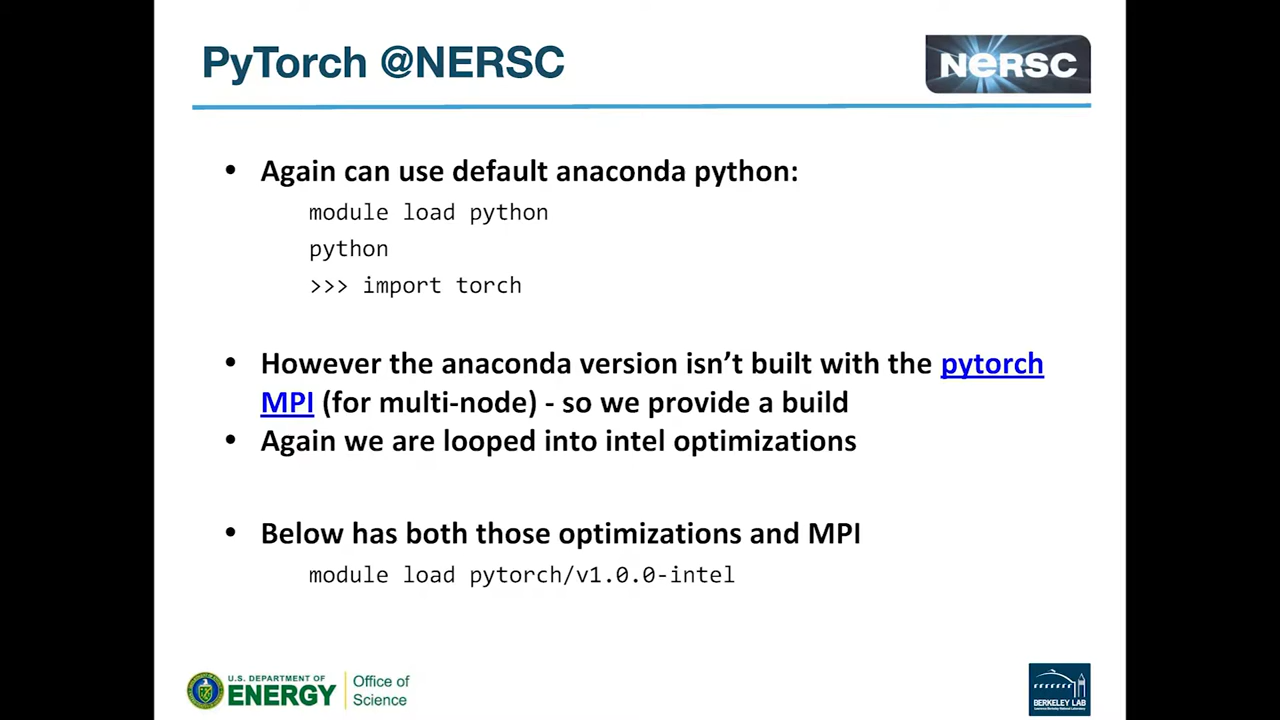 PyTorch @NERSC
NERSC
• Again can use default anaconda python:
module load python
python
>>> import torch
• However the anaconda version isn’t built with the pytorch
MPI (for multi-node) - so we provide a build
• Again we are looped into intel optimizations
• Below has both those optimizations and MPI
module load pytorch/v1.0.0-intel
U.S. DEPARTMENT OF
ENERGY
Office of
Science
BERKELEY LAB